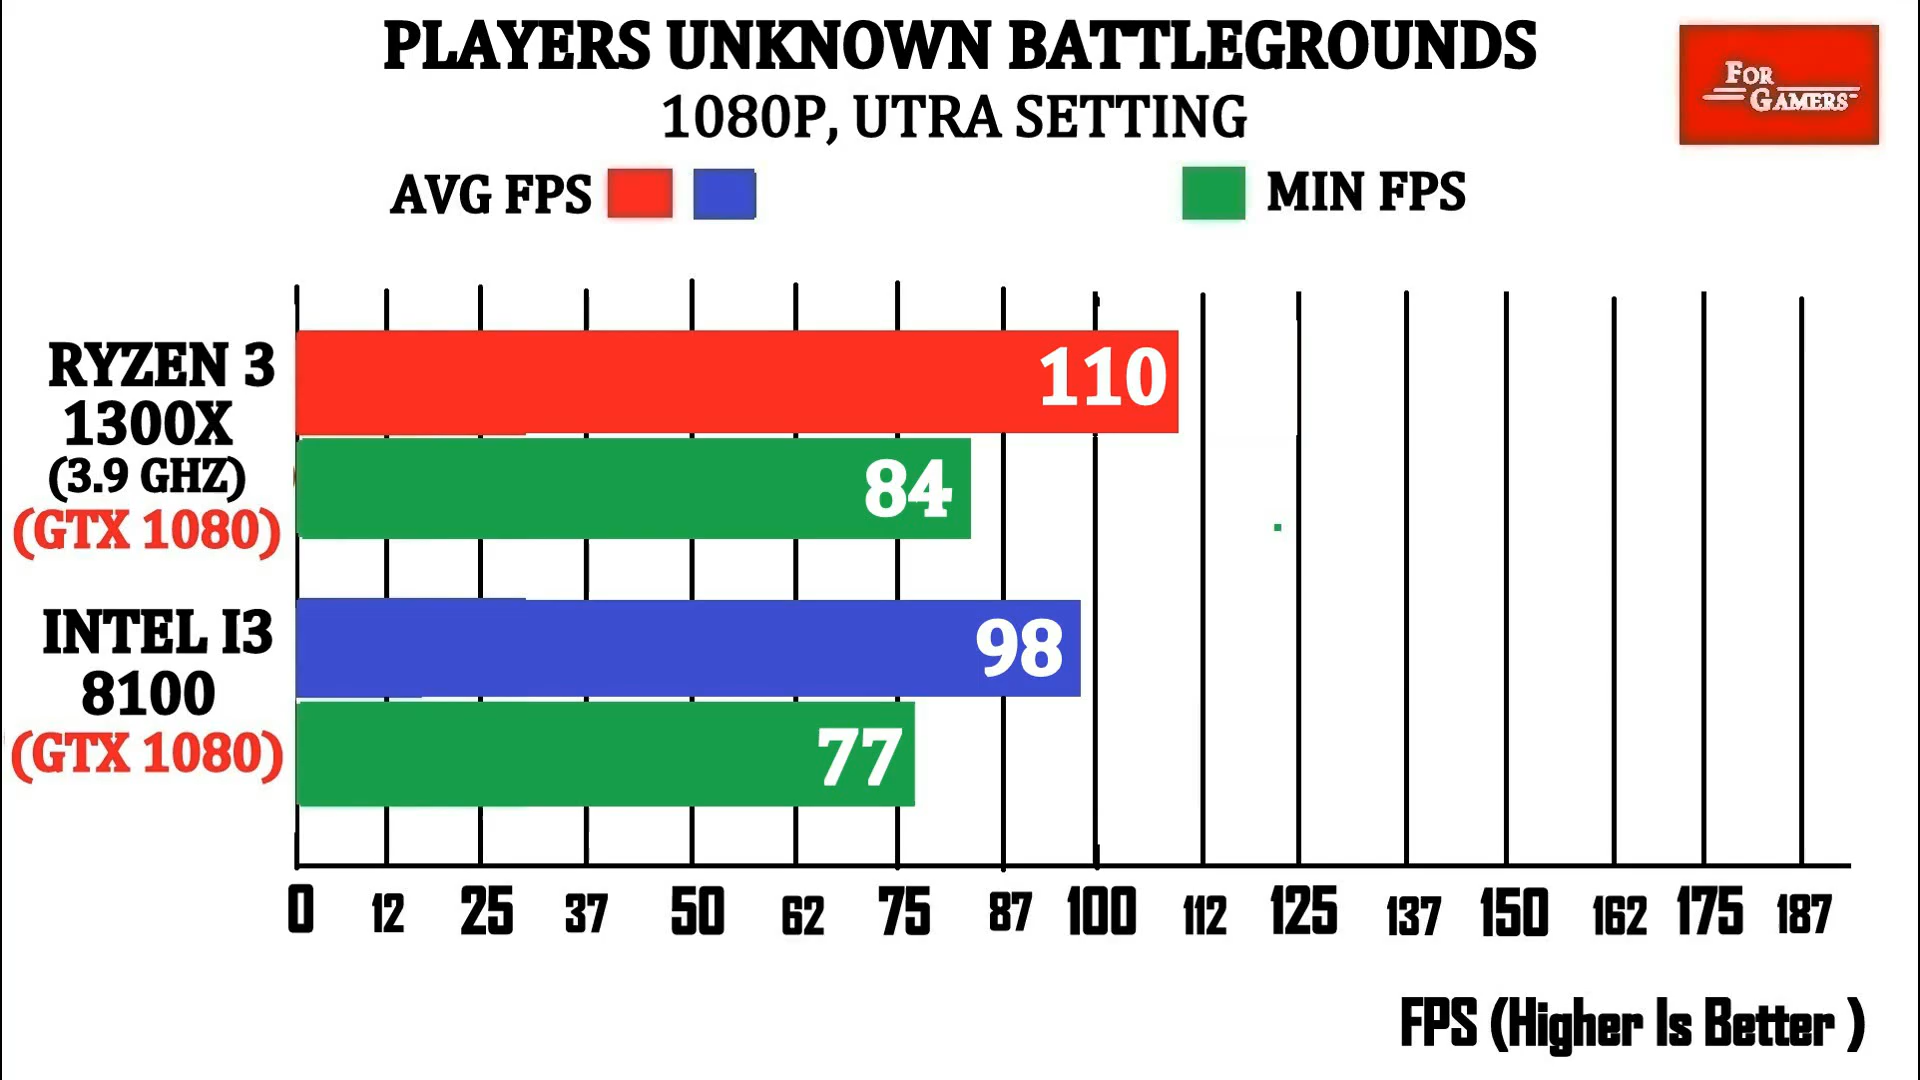 PLAYERS UNKNOWN BATTLEGROUNDS
1080P, UTRA SETTING
FOR
GAMERS
AVG FPS
MIN FPS
RYZEN 3
1300X
(3.9 GHZ)
(GTX 1080)
110
84
INTEL I3
8100
(GTX 1080)
98
77
0 12 25 37 50 62 75 87 100 112 125 137 150 162 175 187
FPS (Higher Is Better )